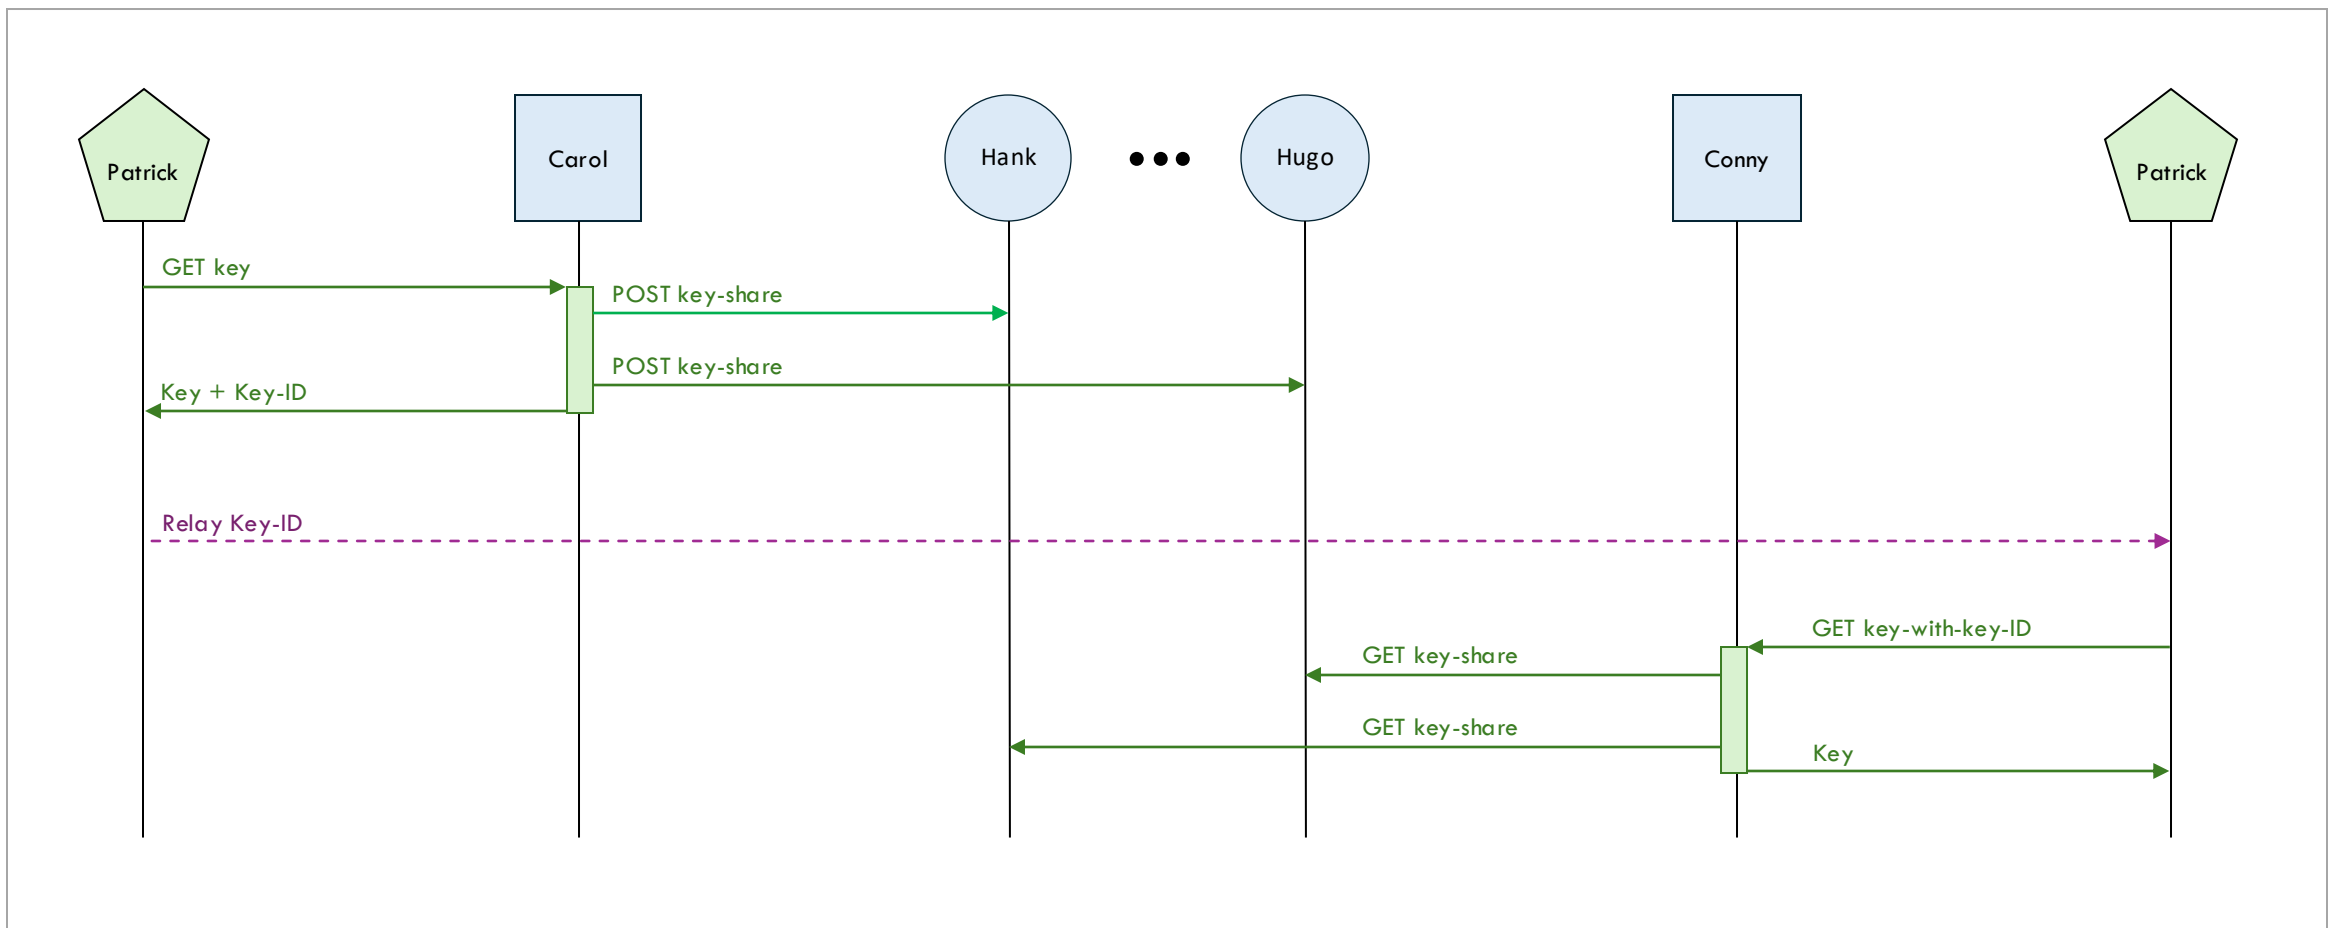 Patrick
Carol
Hank
Hugo
Conny
Patrick
GET key
POST key-share
POST key-share
Key + Key-ID
Relay Key-ID
GET key-with-key-ID
GET key-share
GET key-share
Key